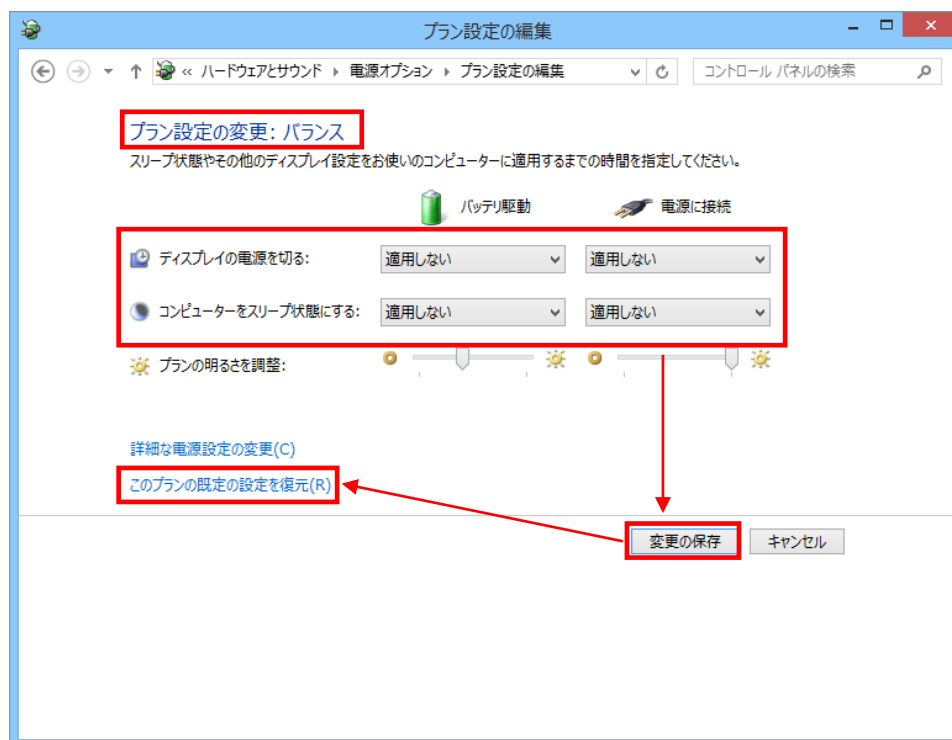 プラン設定の編集
« ハードウェアとサウンド 電源オプション プラン設定の編集 コントロール パネルの検索
プラン設定の変更: バランス
スリープ状態やその他のディスプレイ設定をお使いのコンピューターに適用するまでの時間を指定してください。
バッテリ駆動 電源に接続
ディスプレイの電源を切る: 適用しない 適用しない
コンピューターをスリープ状態にする: 適用しない 適用しない
プランの明るさを調整:
詳細な電源設定の変更(C)
このプランの既定の設定を復元(R)
変更の保存 キャンセル